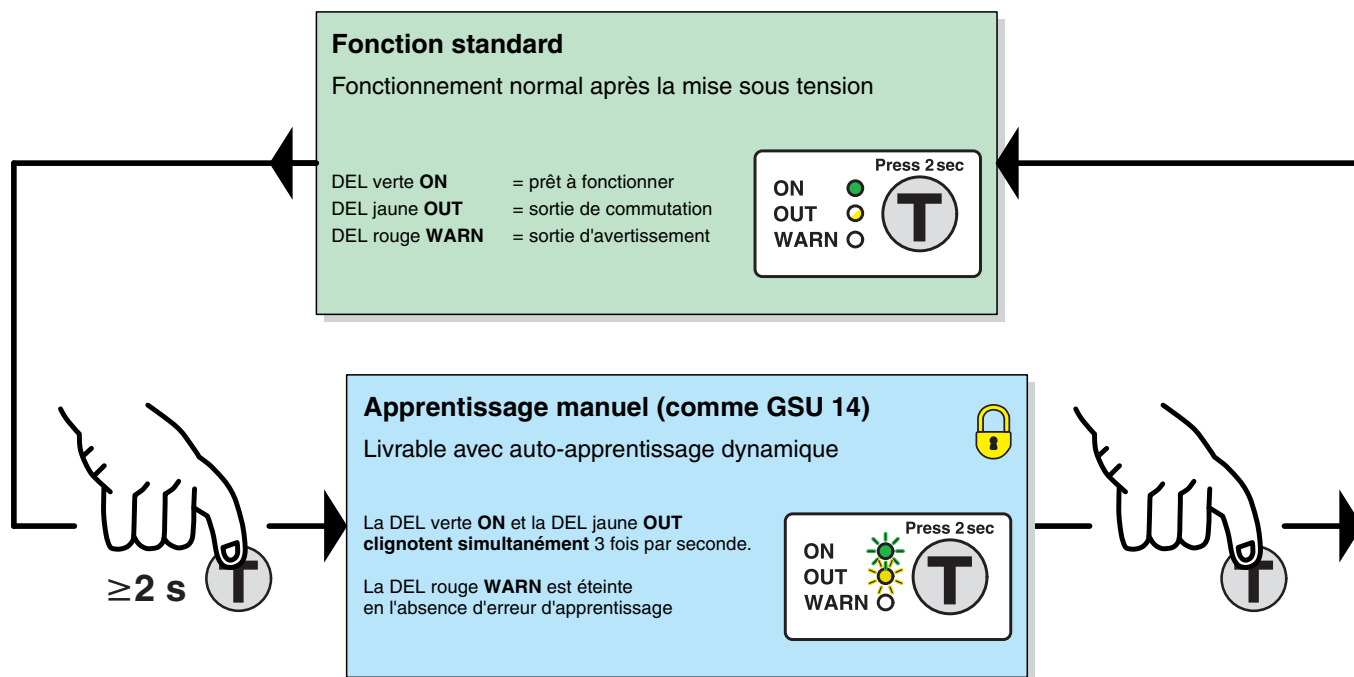 Fonction standard
Fonctionnement normal après la mise sous tension
DEL verte ON = prêt à fonctionner
DEL jaune OUT = sortie de commutation
DEL rouge WARN = sortie d'avertissement
Press 2 sec
ON
OUT
WARN
T
Apprentissage manuel (comme GSU 14)
Livrable avec auto-apprentissage dynamique
La DEL verte ON et la DEL jaune OUT
clignotent simultanément 3 fois par seconde.
La DEL rouge WARN est éteinte
en l'absence d'erreur d'apprentissage
Press 2 sec
ON
OUT
WARN
T
≥2 s
T
T